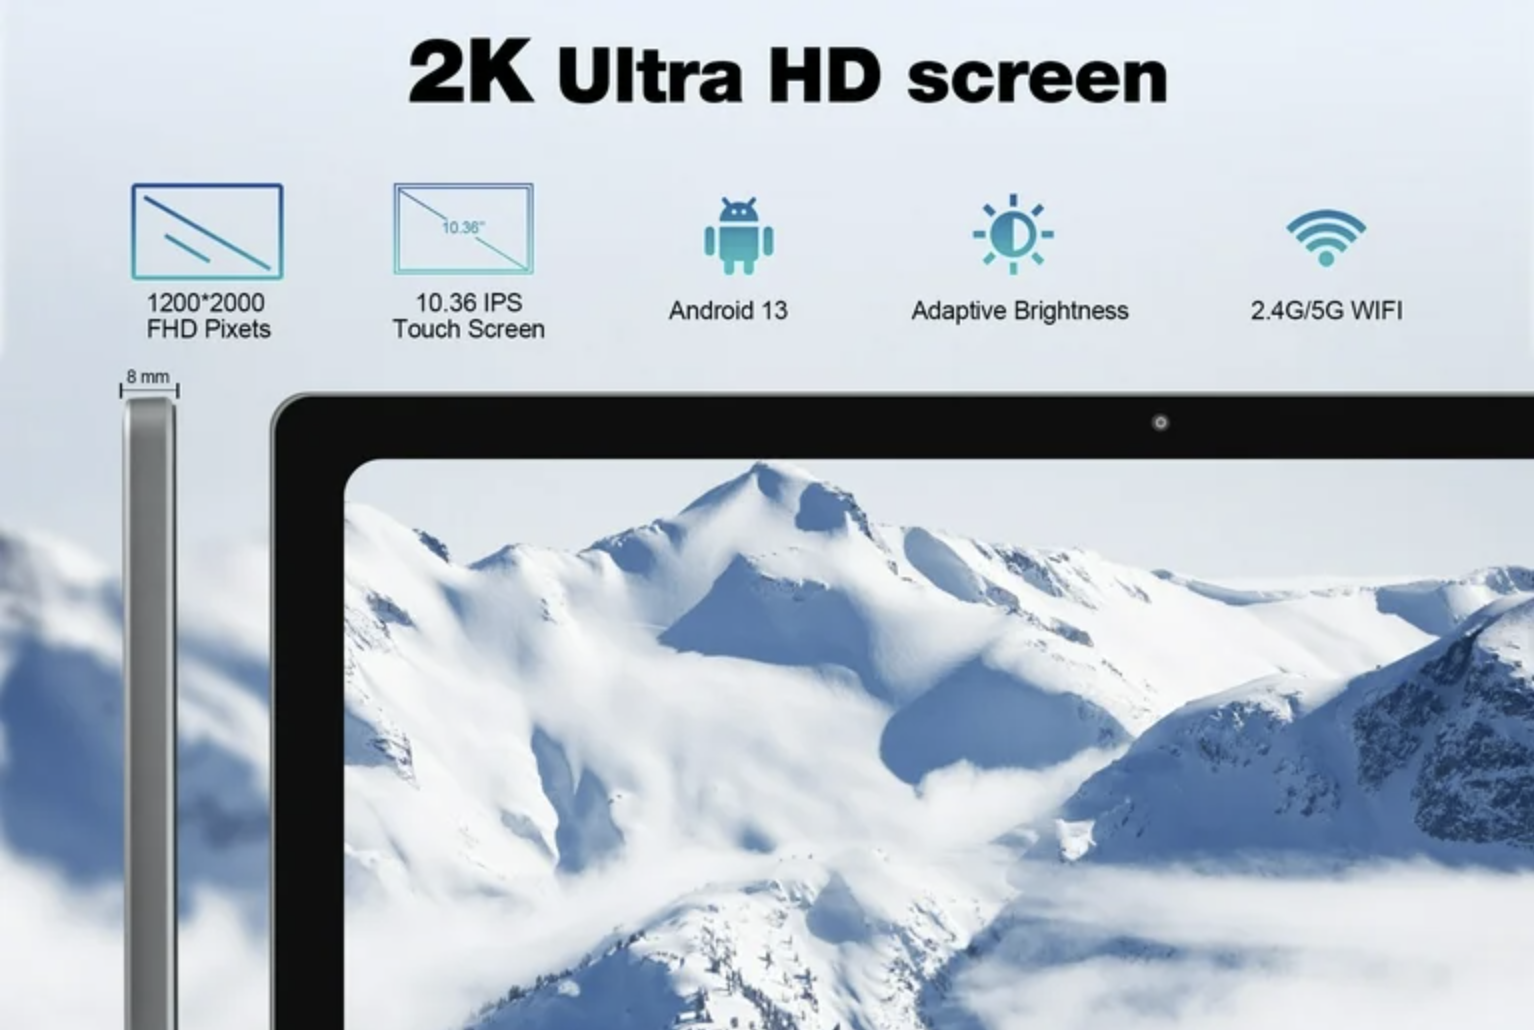 2K Ultra HD screen
10.36"
1200*2000
FHD Pixets
10.36 IPS
Touch Screen
Android 13
Adaptive Brightness
2.4G/5G WIFI
8 mm